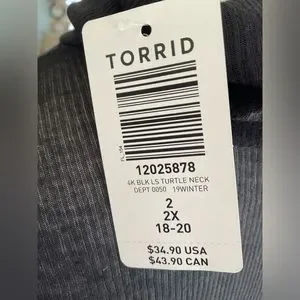 TORRID
12025878
4K BLK LS TURTLE NECK
DEPT 0050 19WINTER
2
2X
18-20
$34.90 USA
$43.90 CAN